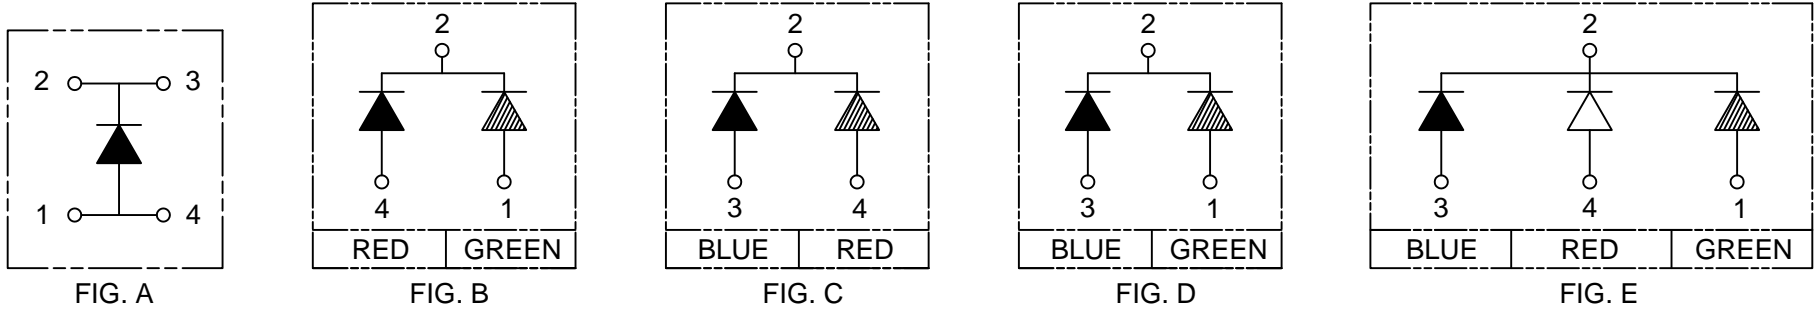 2 3
1 4
FIG. A
2
4 1
RED GREEN
FIG. B
2
3 4
BLUE RED
FIG. C
2
3 1
BLUE GREEN
FIG. D
2
3 4 1
BLUE RED GREEN
FIG. E